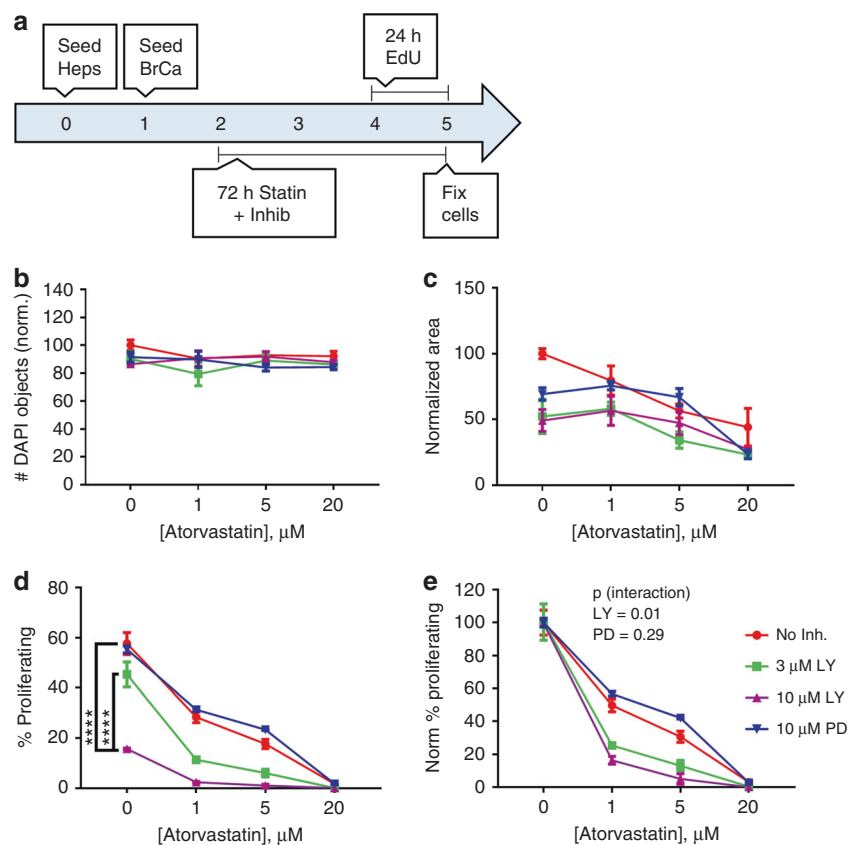 a
Seed
Heps
Seed
BrCa
24 h
EdU
0 1 2 3 4 5
72 h Statin
+ Inhib
Fix
cells
b
# DAPI objects (norm.)
140
120
100
80
60
40
20
0
0 1 5 20
[Atorvastatin], μM
c
Normalized area
150
100
50
0
0 1 5 20
[Atorvastatin], μM
d
% Proliferating
80
60
40
20
0
****
****
0 1 5 20
[Atorvastatin], μM
e
Norm % proliferating
120
100
80
60
40
20
0
p (interaction)
LY = 0.01
PD = 0.29
0 1 5 20
[Atorvastatin], μM
No Inh.
3 μM LY
10 μM LY
10 μM PD